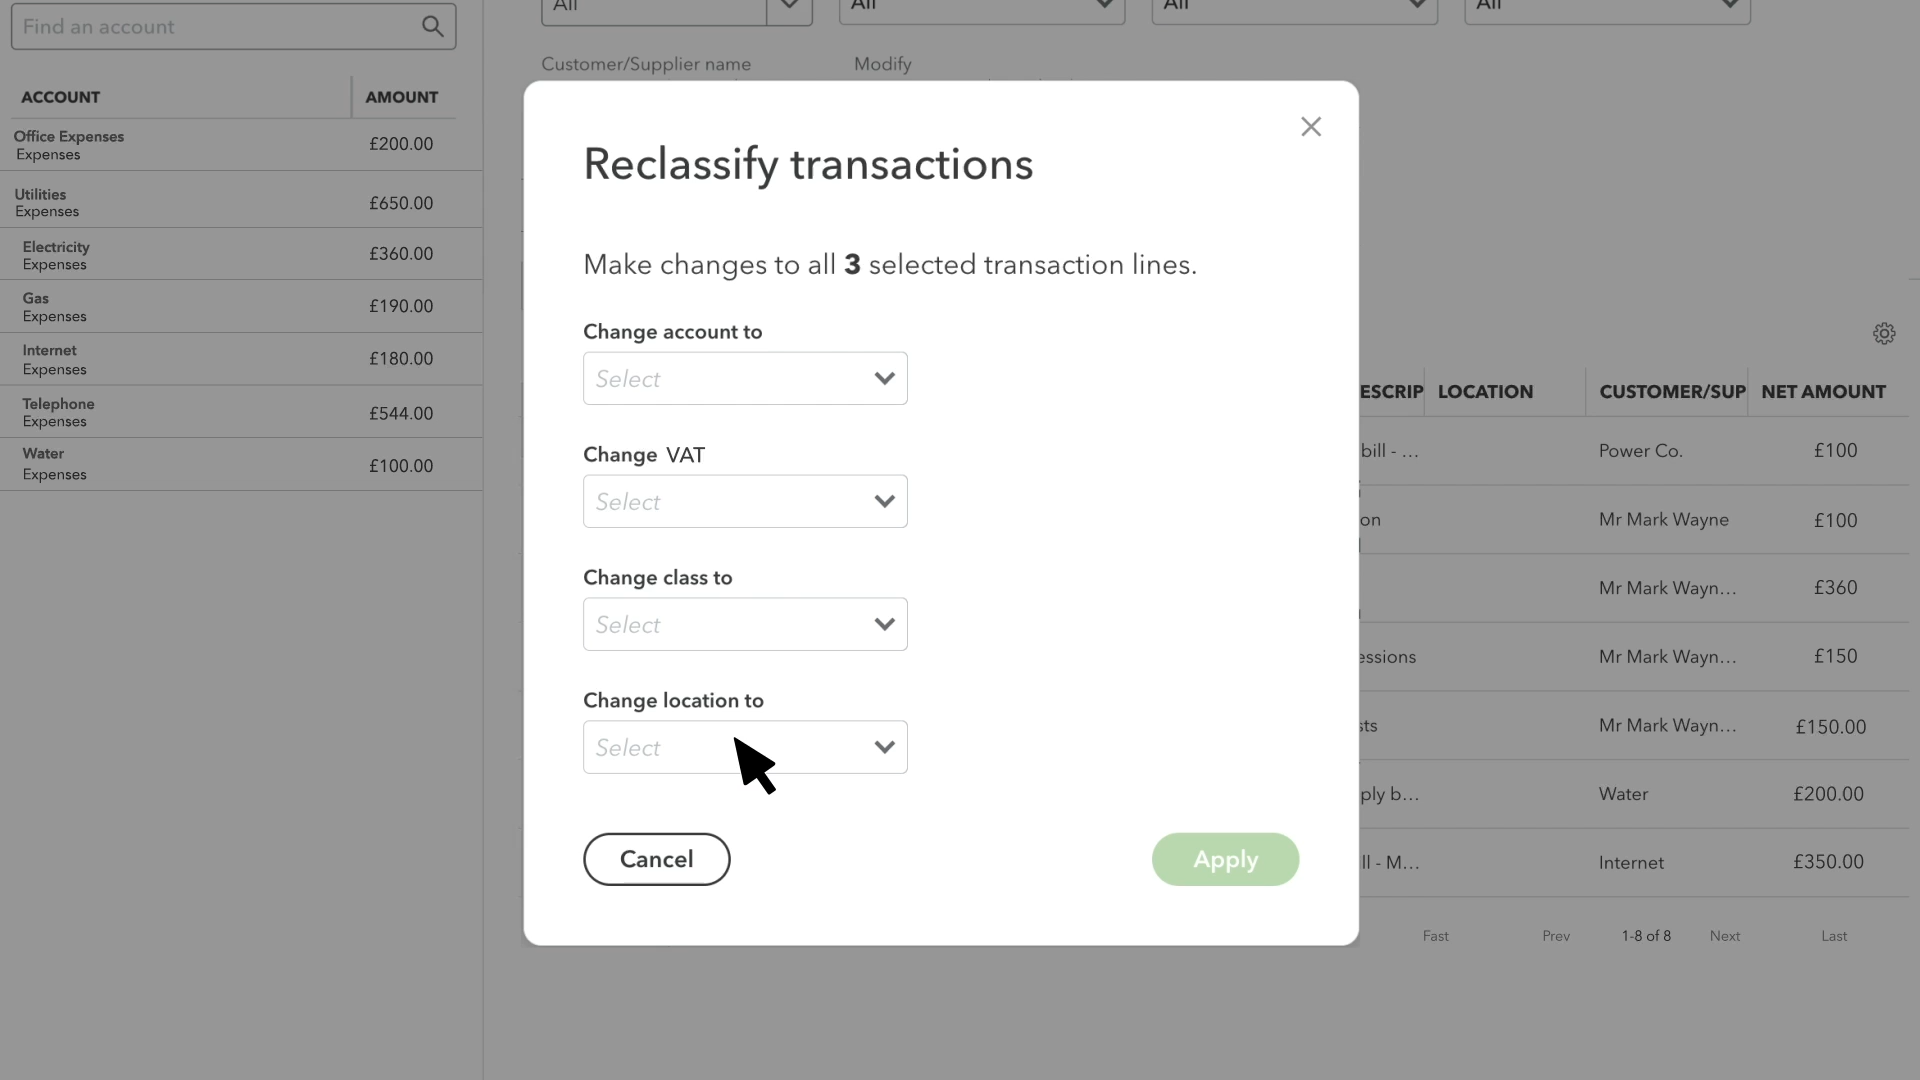 Find an account
All
All
All
All
Customer/Supplier name
Modify
ACCOUNT
AMOUNT
Office Expenses
Expenses
£200.00
Utilities
Expenses
£650.00
Electricity
Expenses
£360.00
Gas
Expenses
£190.00
Internet
Expenses
£180.00
Telephone
Expenses
£544.00
Water
Expenses
£100.00
Reclassify transactions
Make changes to all 3 selected transaction lines.
Change account to
Select
Change VAT
Select
Change class to
Select
Change location to
Select
Cancel
Apply
ESCRIP
LOCATION
CUSTOMER/SUP
NET AMOUNT
bill - ...
Power Co.
£100
on
Mr Mark Wayne
£100
Mr Mark Wayn...
£360
essions
Mr Mark Wayn...
£150
sts
Mr Mark Wayn...
£150.00
ply b...
Water
£200.00
ll - M...
Internet
£350.00
Fast
Prev
1-8 of 8
Next
Last